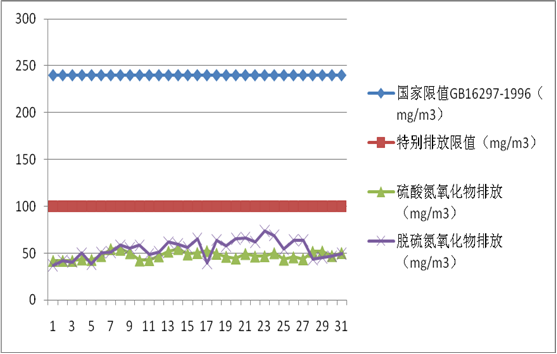 300
250
200
150
100
50
0
1 3 5 7 9 11 13 15 17 19 21 23 25 27 29 31
国家限值GB16297-1996（
mg/m3）
特别排放限值（mg/m3）
硫酸氮氧化物排放
（mg/m3）
脱硫氮氧化物排放
（mg/m3）